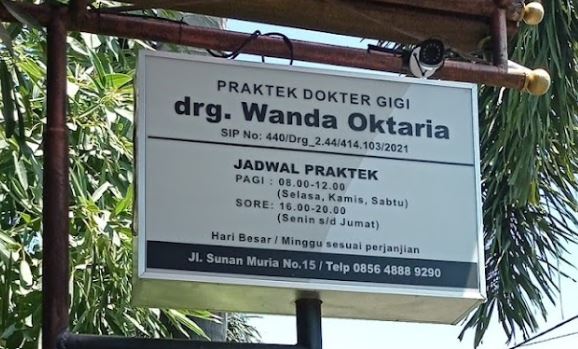 PRAKTEK DOKTER GIGI
drg. Wanda Oktaria
SIP No: 440/Drg_2.44/414.103/2021
JADWAL PRAKTEK
PAGI : 08.00-12.00
(Selasa, Kamis, Sabtu)
SORE: 16.00-20.00
(Senin s/d Jumat)
Hari Besar / Minggu sesuai perjanjian
Jl. Sunan Muria No.15 / Telp 0856 4888 9290